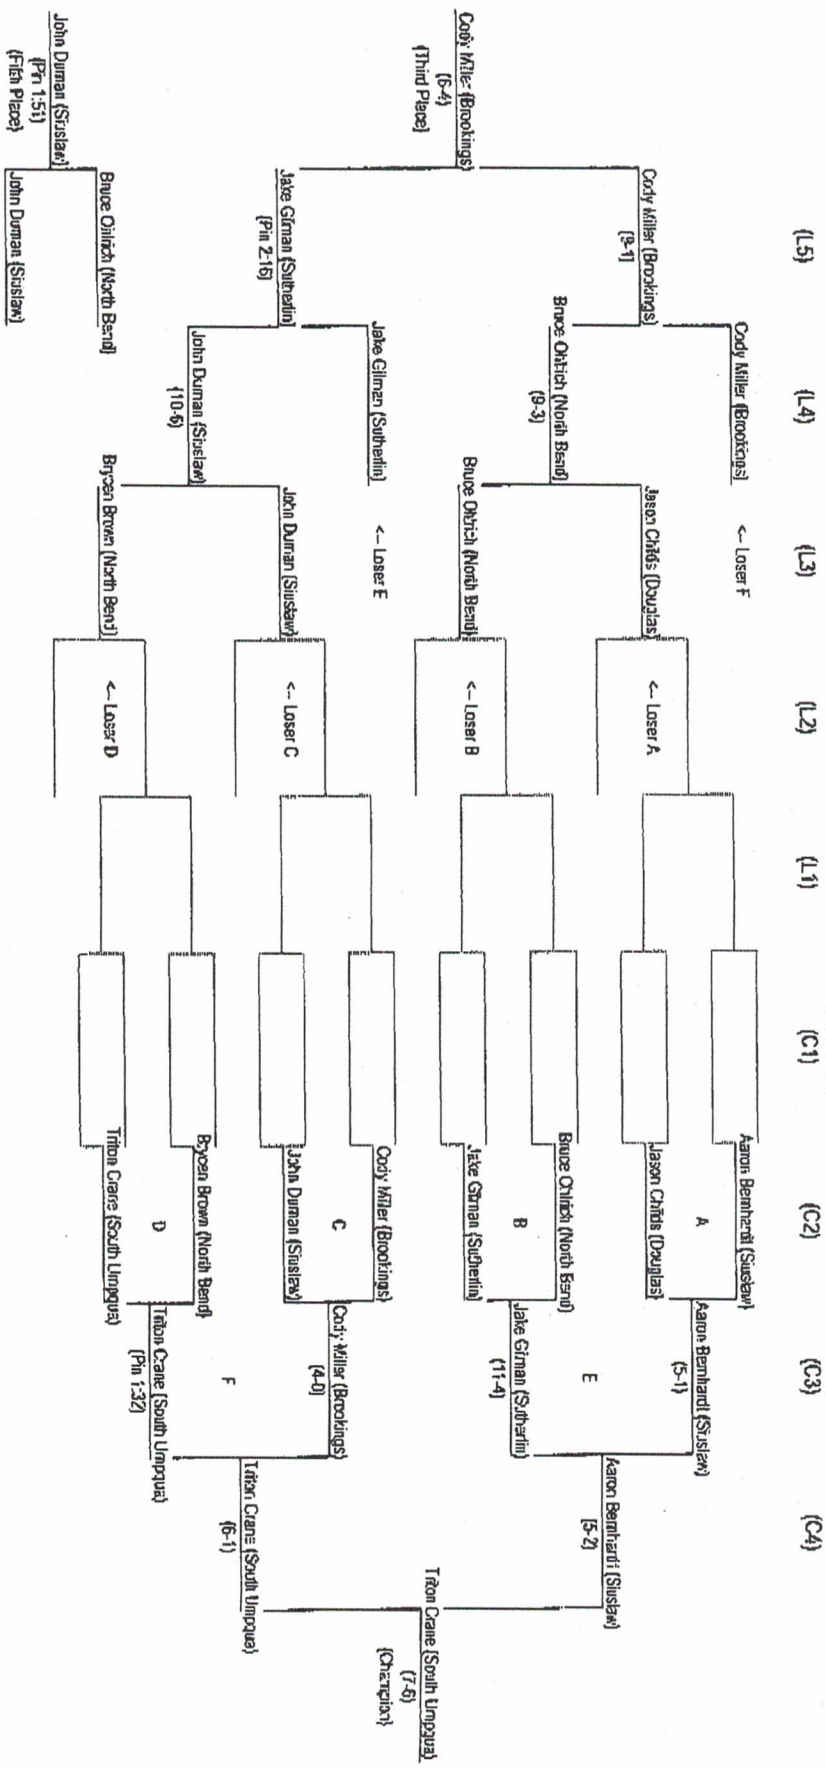 (L5) (L4) (L3) (L2) (L1) (C1) (C2) (C3) (C4)
Cody Miller (Brookings)
<-- Loser F
Aaron Bernhardt (Siuslaw)
A
Aaron Bernhardt (Siuslaw)
(5-1)
Cody Miller (Brookings)
(9-1)
Jason Childs (Douglas)
<-- Loser A
Jason Childs (Douglas)
Aaron Bernhardt (Siuslaw)
(5-2)
E
Bruce Ohlrich (North Bend)
(9-3)
Bruce Ohlrich (North Bend)
B
Jake Gilman (Sutherlin)
(11-4)
Cody Miller (Brookings)
(6-4)
(Third Place)
Bruce Ohlrich (North Bend)
<-- Loser B
Jake Gilman (Sutherlin)
Triton Crane (South Umpqua)
(7-6)
(Champion)
Jake Gilman (Sutherlin)
<-- Loser E
Cody Miller (Brookings)
C
Cody Miller (Brookings)
(4-0)
Jake Gilman (Sutherlin)
(Pin 2:16)
John Duman (Siuslaw)
<-- Loser C
John Duman (Siuslaw)
F
Triton Crane (South Umpqua)
(6-1)
John Duman (Siuslaw)
(10-6)
Brycen Brown (North Bend)
D
Triton Crane (South Umpqua)
(Pin 1:32)
Bruce Ohlrich (North Bend)
Brycen Brown (North Bend)
<-- Loser D
Triton Crane (South Umpqua)
John Duman (Siuslaw)
(Pin 1:51)
(Fifth Place)
John Duman (Siuslaw)